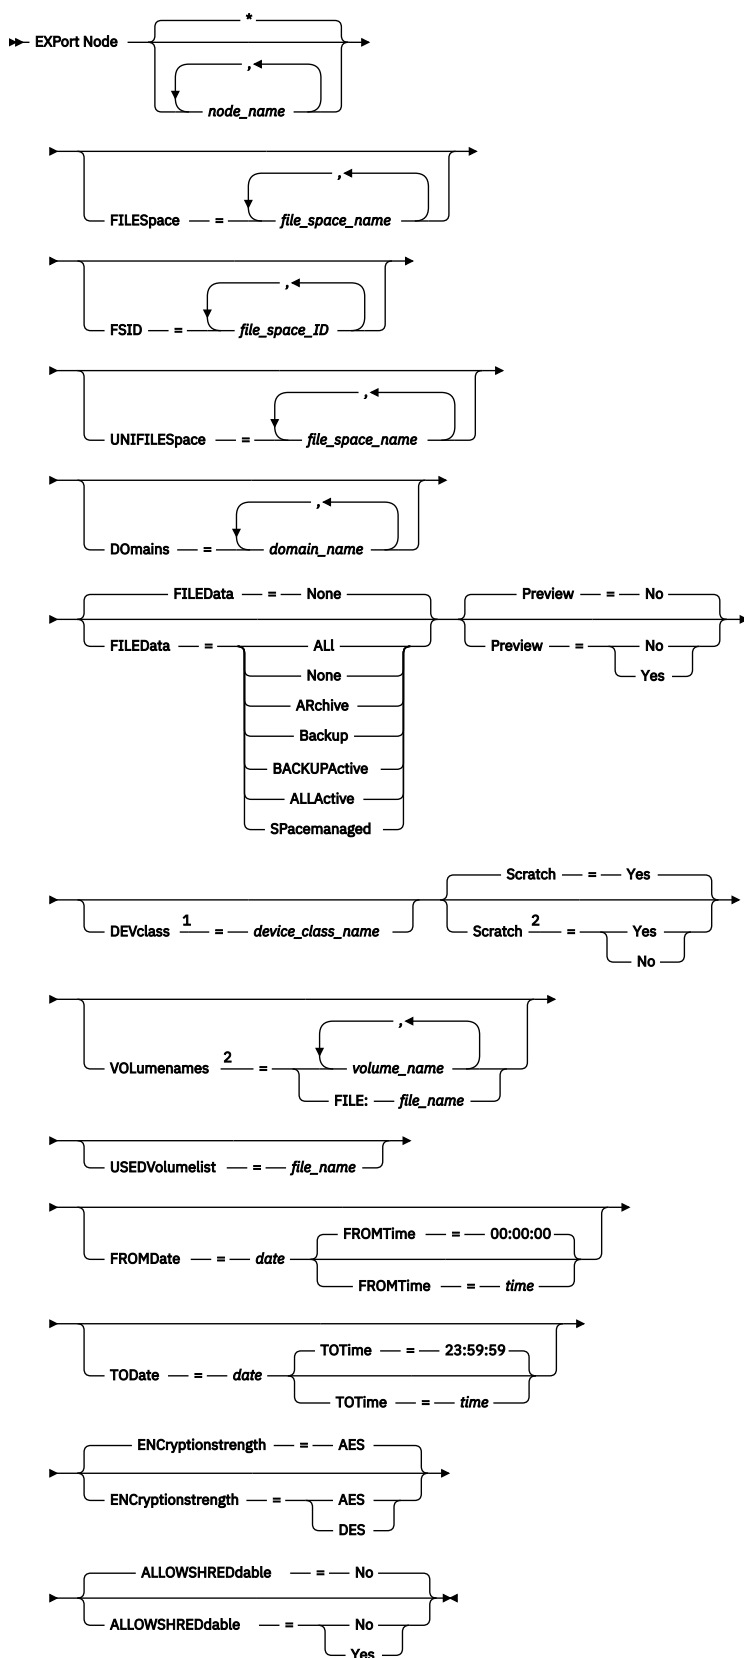 *
EXPort Node
,
node_name
,
FILESpace = file_space_name
,
FSID = file_space_ID
,
UNIFILESpace = file_space_name
,
DOmains = domain_name
FILEData = None Preview = No
FILEData = ALl Preview = No
None Yes
ARchive
Backup
BACKUPActive
ALLActive
SPacemanaged
Scratch = Yes
DEVclass 1 = device_class_name Scratch 2 = Yes
No
,
VOLumenames 2 = volume_name
FILE: file_name
USEDVolumelist = file_name
FROMTime = 00:00:00
FROMDate = date
FROMTime = time
TOTime = 23:59:59
TODate = date
TOTime = time
ENCryptionstrength = AES
ENCryptionstrength = AES
DES
ALLOWSHREDdable = No
ALLOWSHREDdable = No
Yes